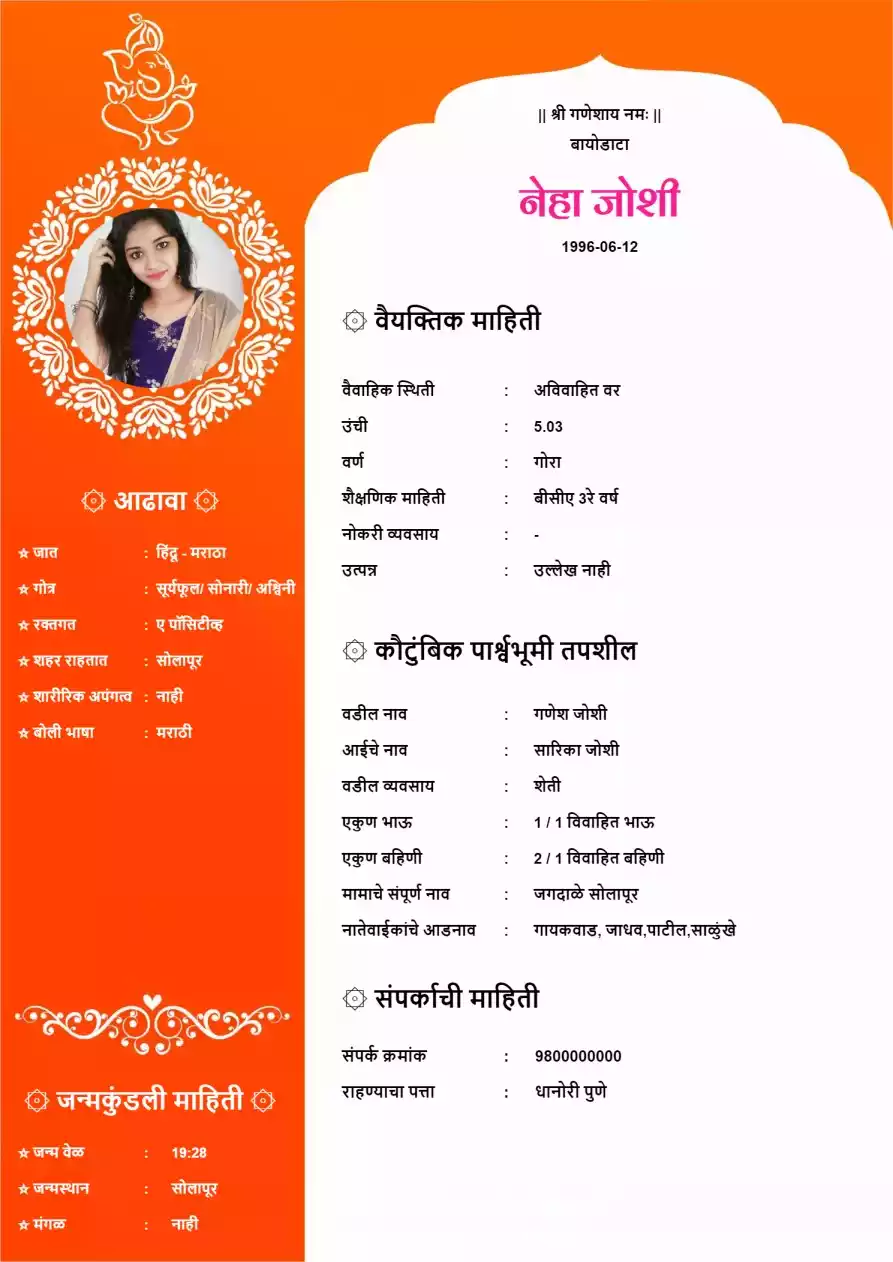 || श्री गणेशाय नमः ||
बायोडाटा
नेहा जोशी
1996-06-12
आढावा
जात : हिंदू - मराठा
गोत्र : सूर्यफूल/ सोनारी/ अश्विनी
रक्तगत : ए पॉसिटीव्ह
शहर राहतात : सोलापूर
शारीरिक अपंगत्व : नाही
बोली भाषा : मराठी
जन्मकुंडली माहिती
जन्म वेळ : 19:28
जन्मस्थान : सोलापूर
मंगळ : नाही
वैयक्तिक माहिती
वैवाहिक स्थिती : अविवाहित वर
उंची : 5.03
वर्ण : गोरा
शैक्षणिक माहिती : बीसीए 3रे वर्ष
नोकरी व्यवसाय : -
उत्पन्न : उल्लेख नाही
कौटुंबिक पार्श्वभूमी तपशील
वडील नाव : गणेश जोशी
आईचे नाव : सारिका जोशी
वडील व्यवसाय : शेती
एकुण भाऊ : 1 / 1 विवाहित भाऊ
एकुण बहिणी : 2 / 1 विवाहित बहिणी
मामाचे संपूर्ण नाव : जगदाळे सोलापूर
नातेवाईकांचे आडनाव : गायकवाड, जाधव,पाटील,साळुंखे
संपर्काची माहिती
संपर्क क्रमांक : 9800000000
राहण्याचा पत्ता : धानोरी पुणे